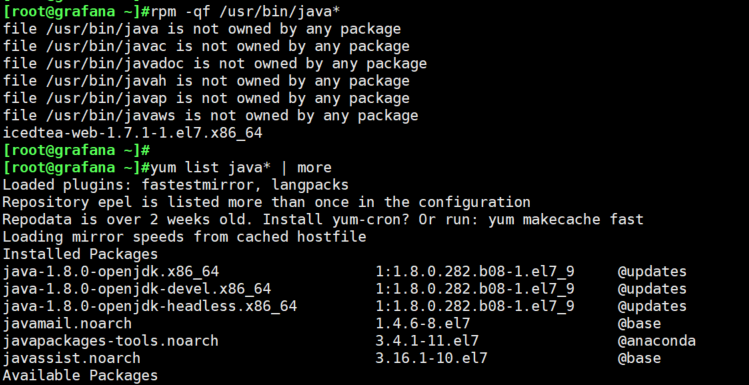 [root@grafana ~]#rpm -qf /usr/bin/java*
file /usr/bin/java is not owned by any package
file /usr/bin/javac is not owned by any package
file /usr/bin/javadoc is not owned by any package
file /usr/bin/javah is not owned by any package
file /usr/bin/javap is not owned by any package
file /usr/bin/javaws is not owned by any package
icedtea-web-1.7.1-1.el7.x86_64
[root@grafana ~]#
[root@grafana ~]#yum list java* | more
Loaded plugins: fastestmirror, langpacks
Repository epel is listed more than once in the configuration
Repodata is over 2 weeks old. Install yum-cron? Or run: yum makecache fast
Loading mirror speeds from cached hostfile
Installed Packages
java-1.8.0-openjdk.x86_64 1:1.8.0.282.b08-1.el7_9 @updates
java-1.8.0-openjdk-devel.x86_64 1:1.8.0.282.b08-1.el7_9 @updates
java-1.8.0-openjdk-headless.x86_64 1:1.8.0.282.b08-1.el7_9 @updates
javamail.noarch 1.4.6-8.el7 @base
javapackages-tools.noarch 3.4.1-11.el7 @anaconda
javassist.noarch 3.16.1-10.el7 @base
Available Packages